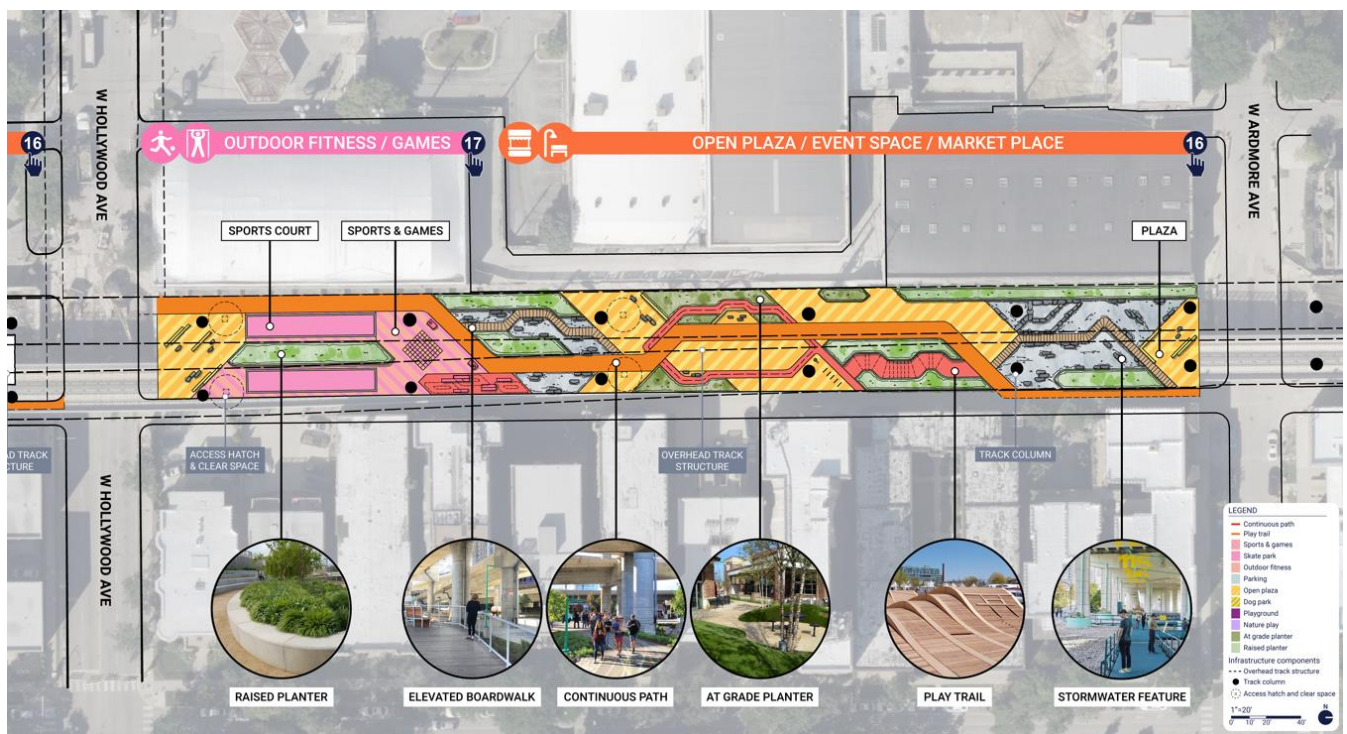 16
W HOLLYWOOD AVE
OUTDOOR FITNESS / GAMES
17
OPEN PLAZA / EVENT SPACE / MARKET PLACE
16
W ARDMORE AVE
SPORTS COURT
SPORTS & GAMES
PLAZA
AD TRACK
CTURE
ACCESS HATCH
& CLEAR SPACE
OVERHEAD TRACK
STRUCTURE
TRACK COLUMN
W HOLLYWOOD AVE
RAISED PLANTER
ELEVATED BOARDWALK
CONTINUOUS PATH
AT GRADE PLANTER
PLAY TRAIL
STORMWATER FEATURE
LEGEND
Continuous path
Play trail
Sports & games
Skate park
Outdoor fitness
Parking
Open plaza
Dog park
Playground
Nature play
At grade planter
Raised planter
Infrastructure components
Overhead track structure
Track column
Access hatch and clear space
1"=20'
N
0' 10' 20' 40'